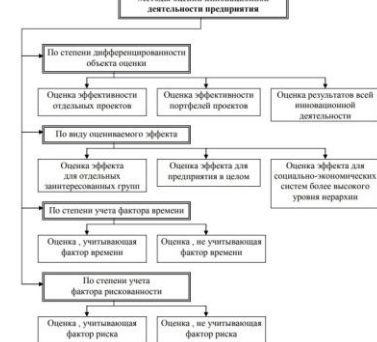 деятельности предприятия
По степени дифференцированности
объекта оценки
Оценка эффективности
отдельных проектов
Оценка эффективности
портфелей проектов
Оценка результатов всей
инновационной
деятельности
По виду оцениваемого эффекта
Оценка эффекта
для отдельных
заинтересованных групп
Оценка эффекта для
предприятия в целом
Оценка эффекта для
социально-экономических
систем более высокого
уровня иерархии
По степени учета фактора времени
Оценка , учитывающая
фактор времени
Оценка , не учитывающая
фактор времени
По степени учета
фактора рискованности
Оценка , учитывающая
фактор риска
Оценка , не учитывающая
фактор риска